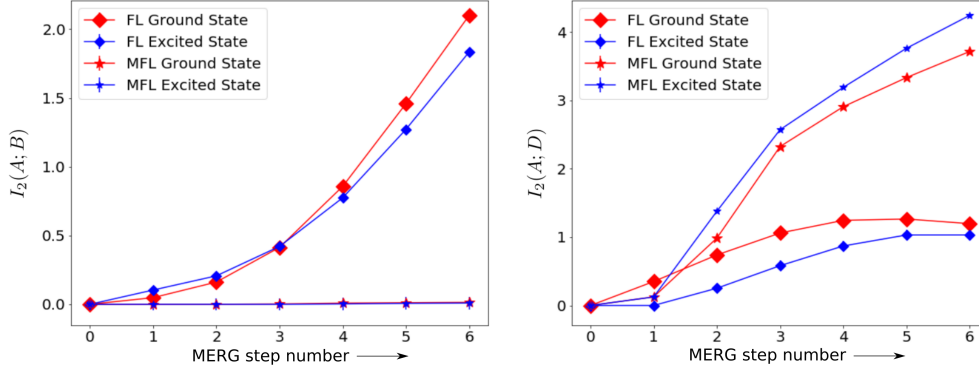 FL Ground State
FL Excited State
MFL Ground State
MFL Excited State
2.0
1.5
1.0
0.5
0.0
I₂(A; B)
0 1 2 3 4 5 6
MERG step number ⟶
FL Ground State
FL Excited State
MFL Ground State
MFL Excited State
4
3
2
1
0
I₂(A; D)
0 1 2 3 4 5 6
MERG step number ⟶